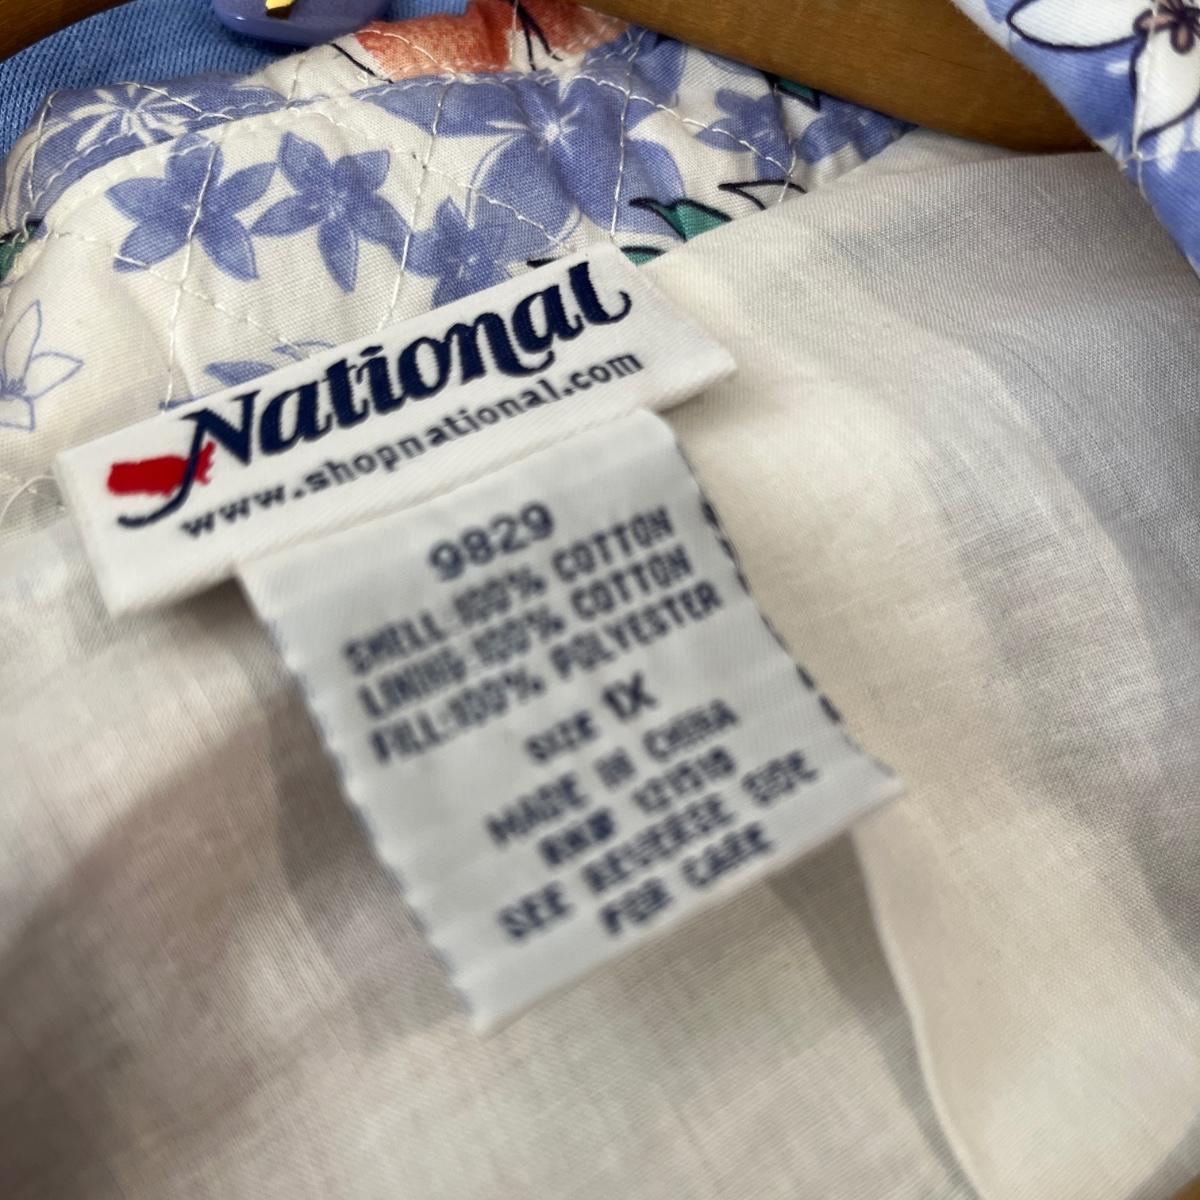 National
www.shopnational.com
9829
SHELL:100% COTTON
LINING:100% COTTON
FILL:100% POLYESTER
SIZE 1X
MADE IN CHINA
RN#
SEE REVERSE SIDE
FOR CARE